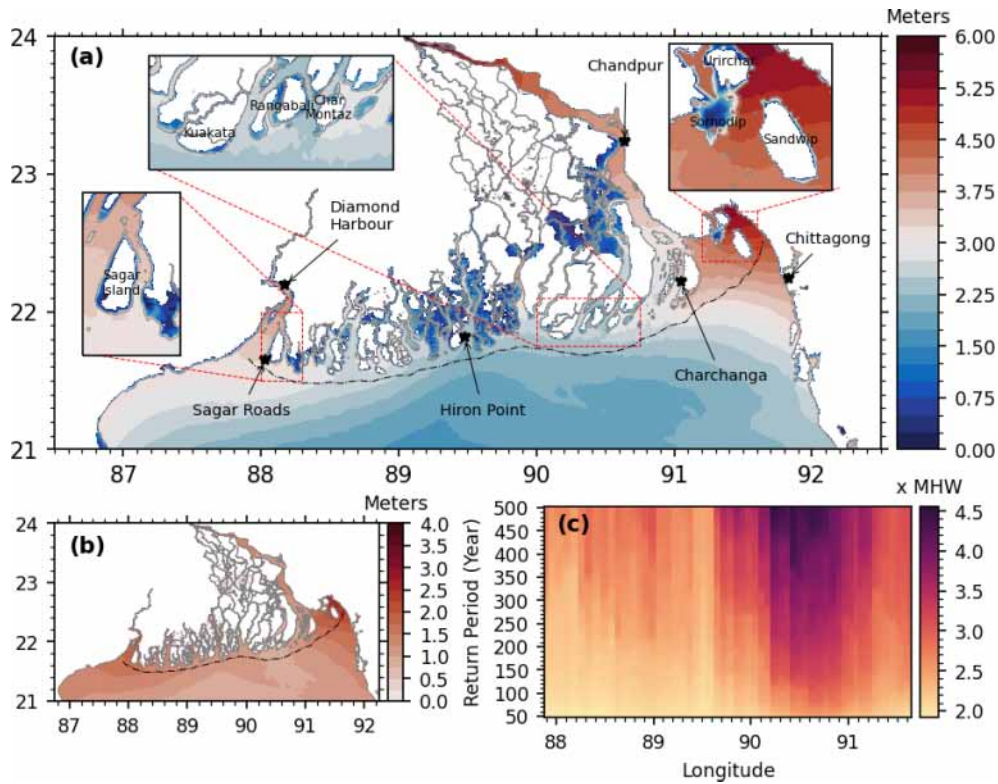 Meters
(a)
24
23
22
21
87
88
89
90
91
92
6.00
5.25
4.50
3.75
3.00
2.25
1.50
0.75
0.00
Kuakata
Rangabali
Char
Montaz
Sagar
Island
Urirchar
Sornodip
Sandwip
Chandpur
Diamond
Harbour
Chittagong
Sagar Roads
Hiron Point
Charchanga
Meters
(b)
24
23
22
21
87
88
89
90
91
92
4.0
3.5
3.0
2.5
2.0
1.5
1.0
0.5
0.0
x MHW
(c)
Return Period (Year)
500
450
400
350
300
250
200
150
100
50
88
89
90
91
Longitude
4.5
4.0
3.5
3.0
2.5
2.0